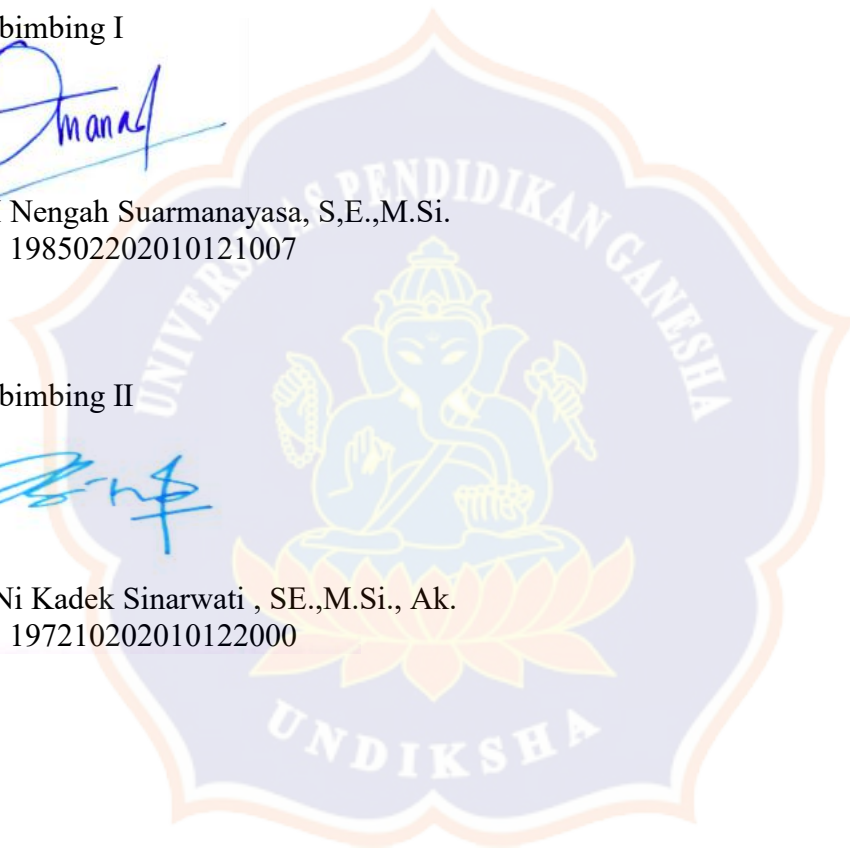 bimbing I
I Nengah Suarmanayasa, S,E.,M.Si.
198502202010121007
bimbing II
Ni Kadek Sinarwati , SE.,M.Si., Ak.
197210202010122000
UNIVERSITAS PENDIDIKAN GANESHA
UNDIKSHA